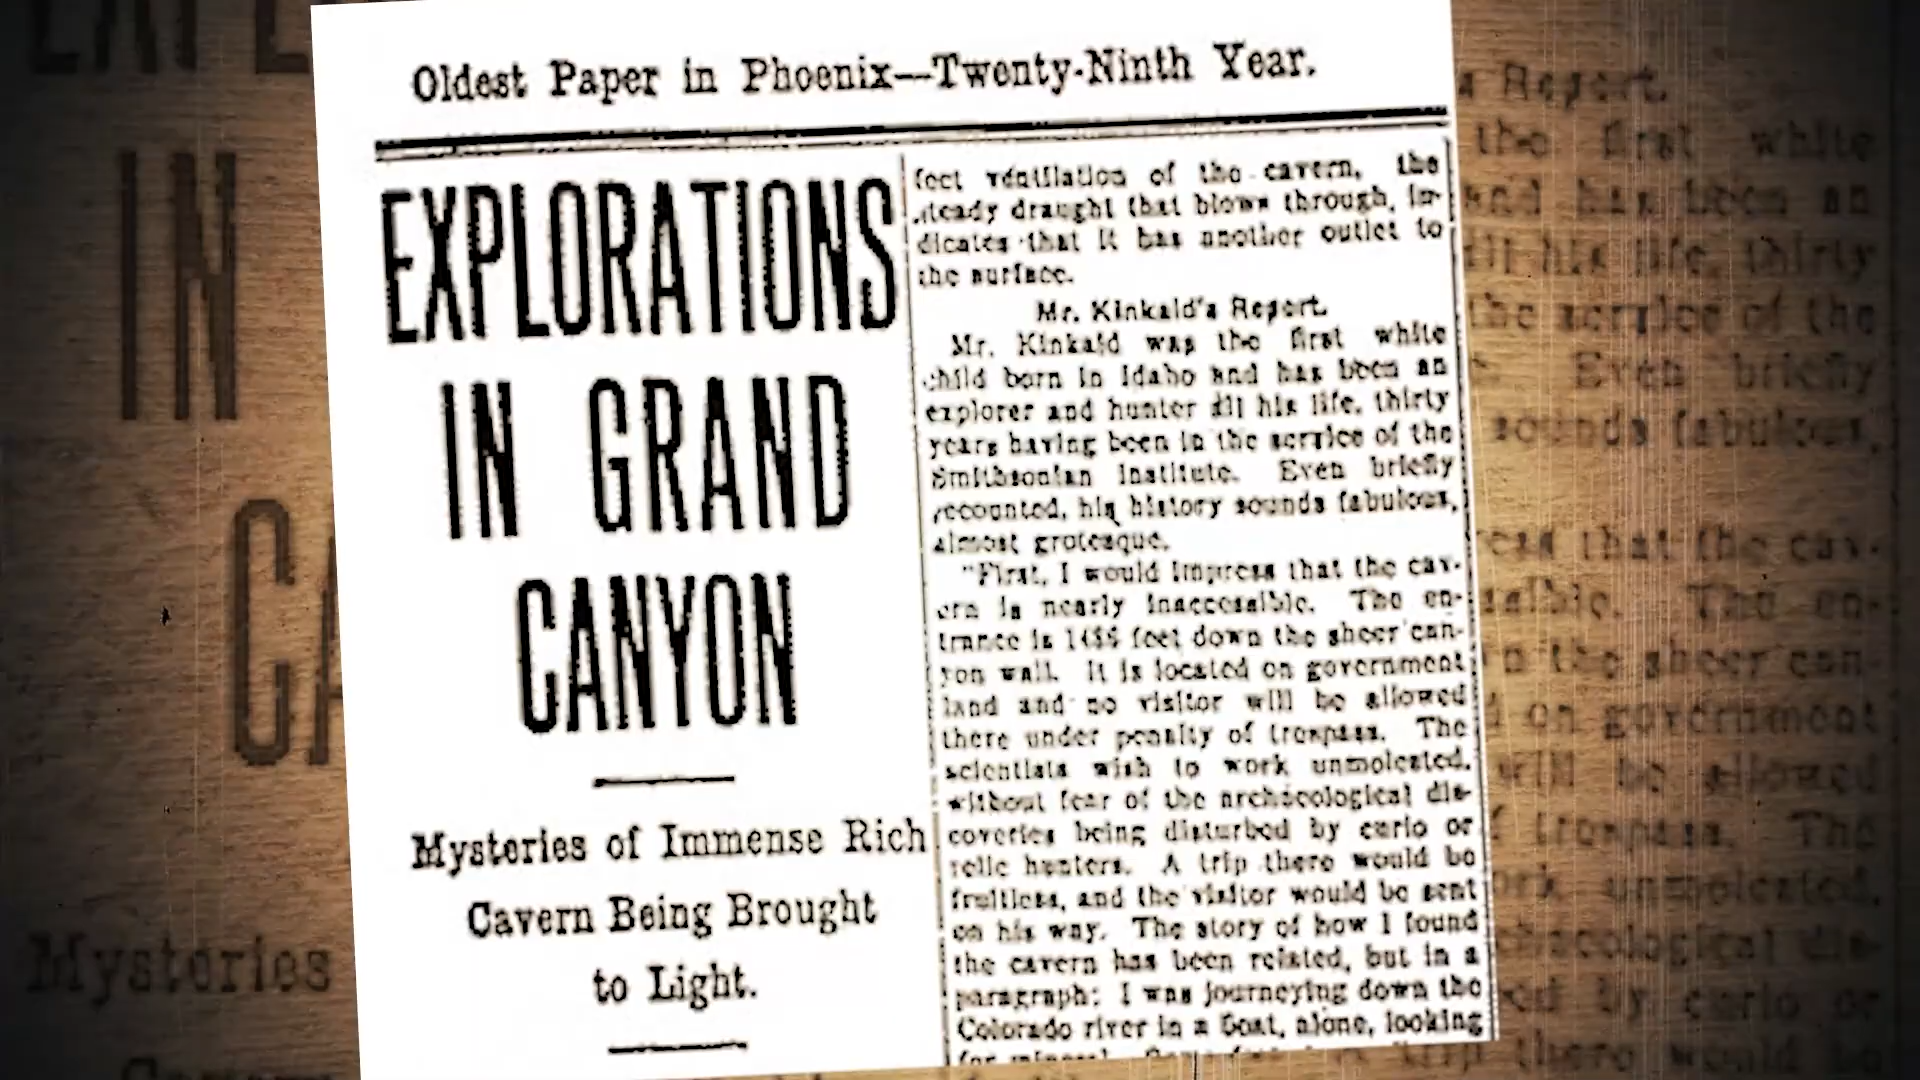 Oldest Paper in Phoenix—Twenty-Ninth Year.
EXPLORATIONS
IN GRAND
CANYON
Mysteries of Immense Rich
Cavern Being Brought
to Light.
fect ventilation of the cavern, the
steady draught that blows through, in-
dicates that it has another outlet to
the surface.
Mr. Kinkaid's Report.
Mr. Kinkaid was the first white
child born in Idaho and has been an
explorer and hunter all his life, thirty
years having been in the service of the
Smithsonian Institute. Even briefly
recounted, his history sounds fabulous,
almost grotesque.
"First, I would impress that the cav-
ern is nearly inaccessible. The en-
trance is 1486 feet down the sheer can-
yon wall. It is located on government
land and no visitor will be allowed
there under penalty of trespass. The
scientists wish to work unmolested,
without fear of the archaeological dis-
coveries being disturbed by curio or
relic hunters. A trip there would be
fruitless, and the visitor would be sent
on his way. The story of how I found
the cavern has been related, but in a
paragraph: I was journeying down the
Colorado river in a boat, alone, looking
for mineral.